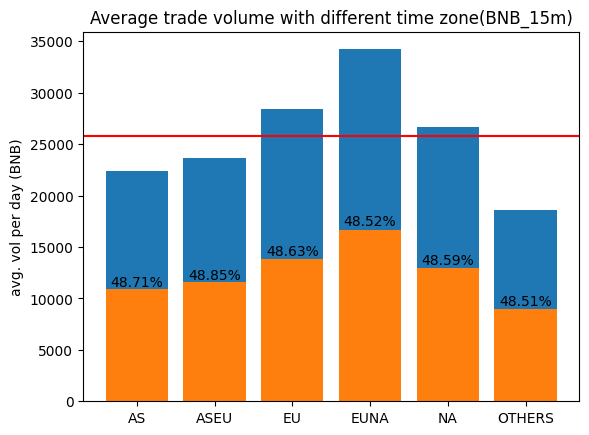 Average trade volume with different time zone(BNB_15m)
avg. vol per day (BNB)
35000
30000
25000
20000
15000
10000
5000
0
48.71%
48.85%
48.63%
48.52%
48.59%
48.51%
AS
ASEU
EU
EUNA
NA
OTHERS